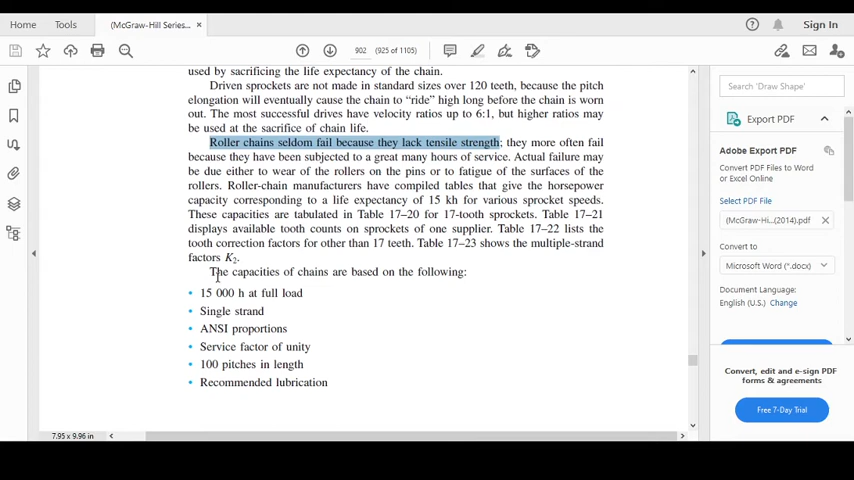 Home Tools (McGraw-Hill Series... × Sign In
902 (925 of 1105)
used by sacrificing the life expectancy of the chain.
Driven sprockets are not made in standard sizes over 120 teeth, because the pitch
elongation will eventually cause the chain to “ride” high long before the chain is worn
out. The most successful drives have velocity ratios up to 6:1, but higher ratios may
be used at the sacrifice of chain life.
Roller chains seldom fail because they lack tensile strength; they more often fail
because they have been subjected to a great many hours of service. Actual failure may
be due either to wear of the rollers on the pins or to fatigue of the surfaces of the
rollers. Roller-chain manufacturers have compiled tables that give the horsepower
capacity corresponding to a life expectancy of 15 kh for various sprocket speeds.
These capacities are tabulated in Table 17–20 for 17-tooth sprockets. Table 17–21
displays available tooth counts on sprockets of one supplier. Table 17–22 lists the
tooth correction factors for other than 17 teeth. Table 17–23 shows the multiple-strand
factors K2.
The capacities of chains are based on the following:
• 15 000 h at full load
• Single strand
• ANSI proportions
• Service factor of unity
• 100 pitches in length
• Recommended lubrication
7.95 x 9.96 in
Search 'Draw Shape'
Export PDF
Adobe Export PDF
Convert PDF Files to Word
or Excel Online
Select PDF File
(McGraw-Hi...(2014).pdf ×
Convert to
Microsoft Word (*.docx)
Document Language:
English (U.S.) Change
Convert, edit and e-sign PDF
forms & agreements
Free 7-Day Trial